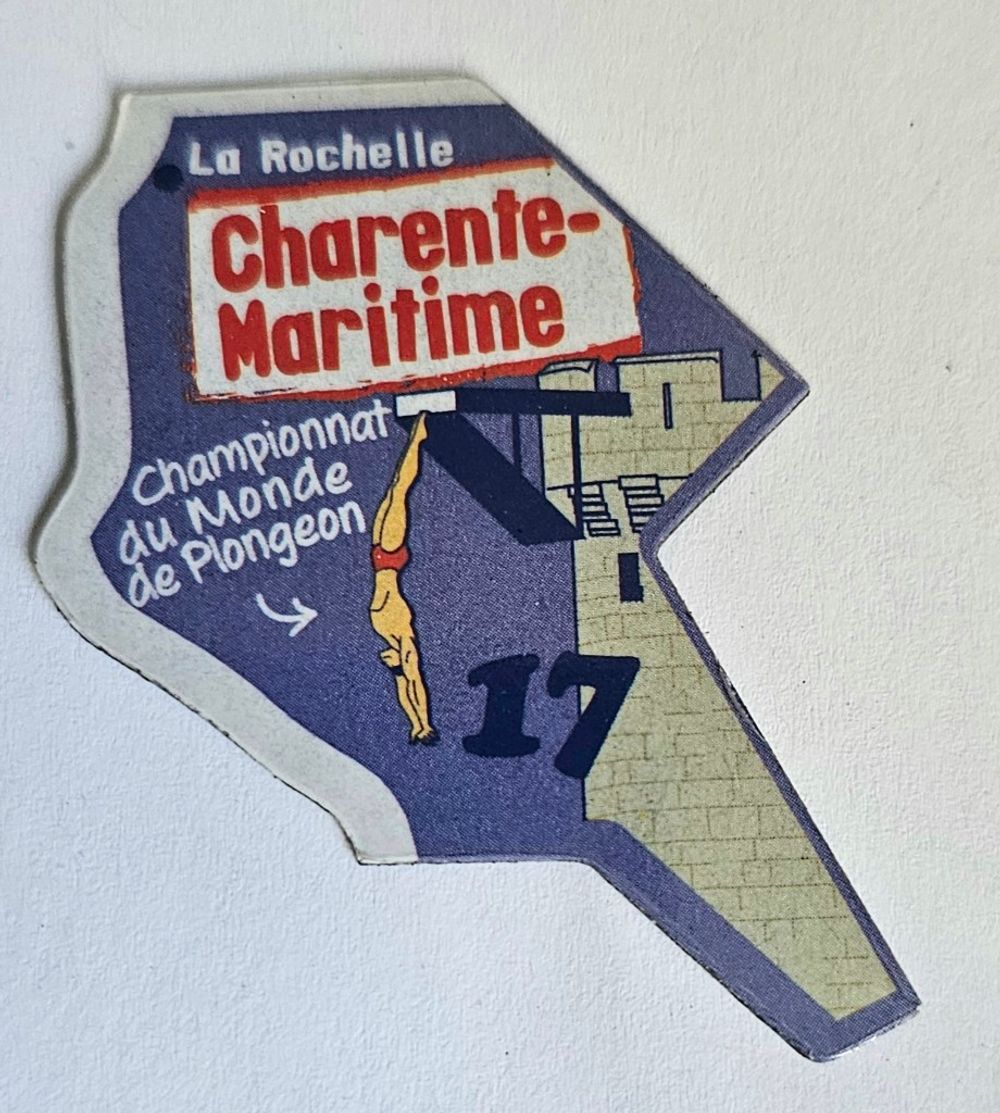 La Rochelle
Charente-
Maritime
Championnat
du Monde
de Plongeon
17